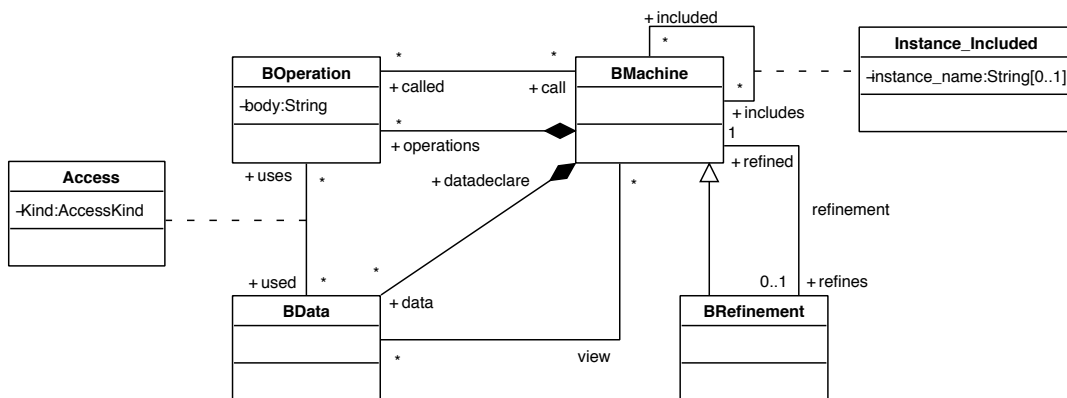 + included
*
*
*
*
BOperation
BMachine
Instance_Included
–body:String
–instance_name:String[0..1]
+ called
+ call
*
+ includes
+ operations
1
+ refined
Access
+ uses
*
+ datadeclare
*
–Kind:AccessKind
refinement
+ used
*
*
0..1
+ refines
+ data
BData
BRefinement
*
view